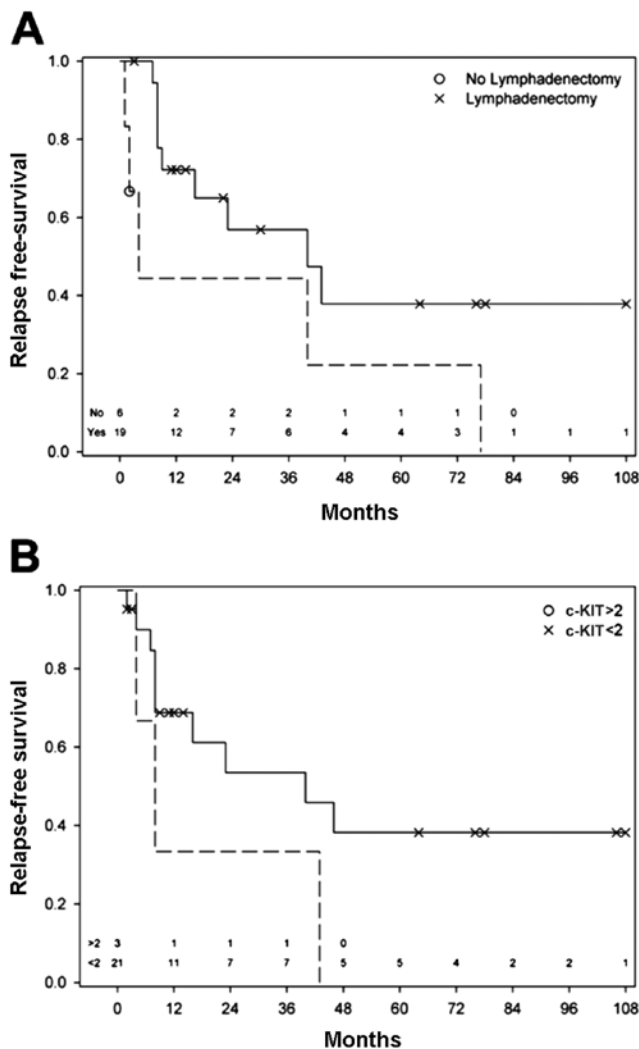 A
1.0
No Lymphadenectomy
Lymphadenectomy
0.8
Relapse free-survival
0.6
0.4
0.2
No 6 2 2 2 1 1 1 0
Yes 19 12 7 6 4 4 3 1 1 1
0.0
0 12 24 36 48 60 72 84 96 108
Months
B
1.0
c-KIT>2
c-KIT<2
0.8
Relapse-free survival
0.6
0.4
0.2
>2 3 1 1 1 0
<2 21 11 7 7 5 5 4 2 2 1
0.0
0 12 24 36 48 60 72 84 96 108
Months